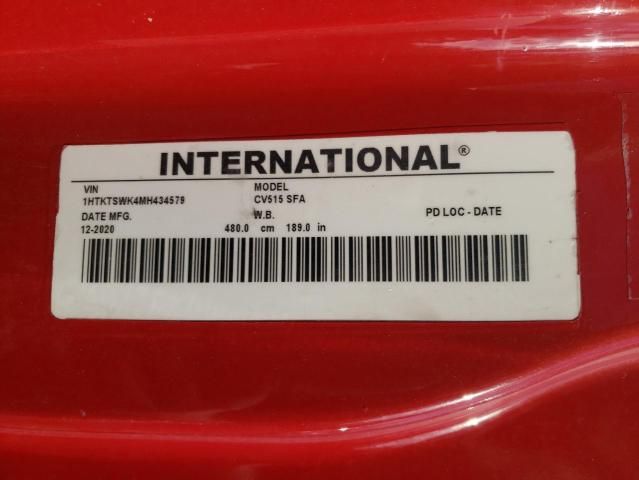 INTERNATIONAL®
VIN MODEL
1HTKTSWK4MH434579 CV515 SFA
DATE MFG. W.B. PD LOC - DATE
12-2020 480.0 cm 189.0 in